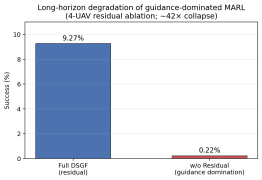 Long-horizon degradation of guidance-dominated MARL
(4-UAV residual ablation; ~42× collapse)
10
8
6
4
2
0
Success (%)
9.27%
0.22%
Full DSGF
(residual)
w/o Residual
(guidance domination)